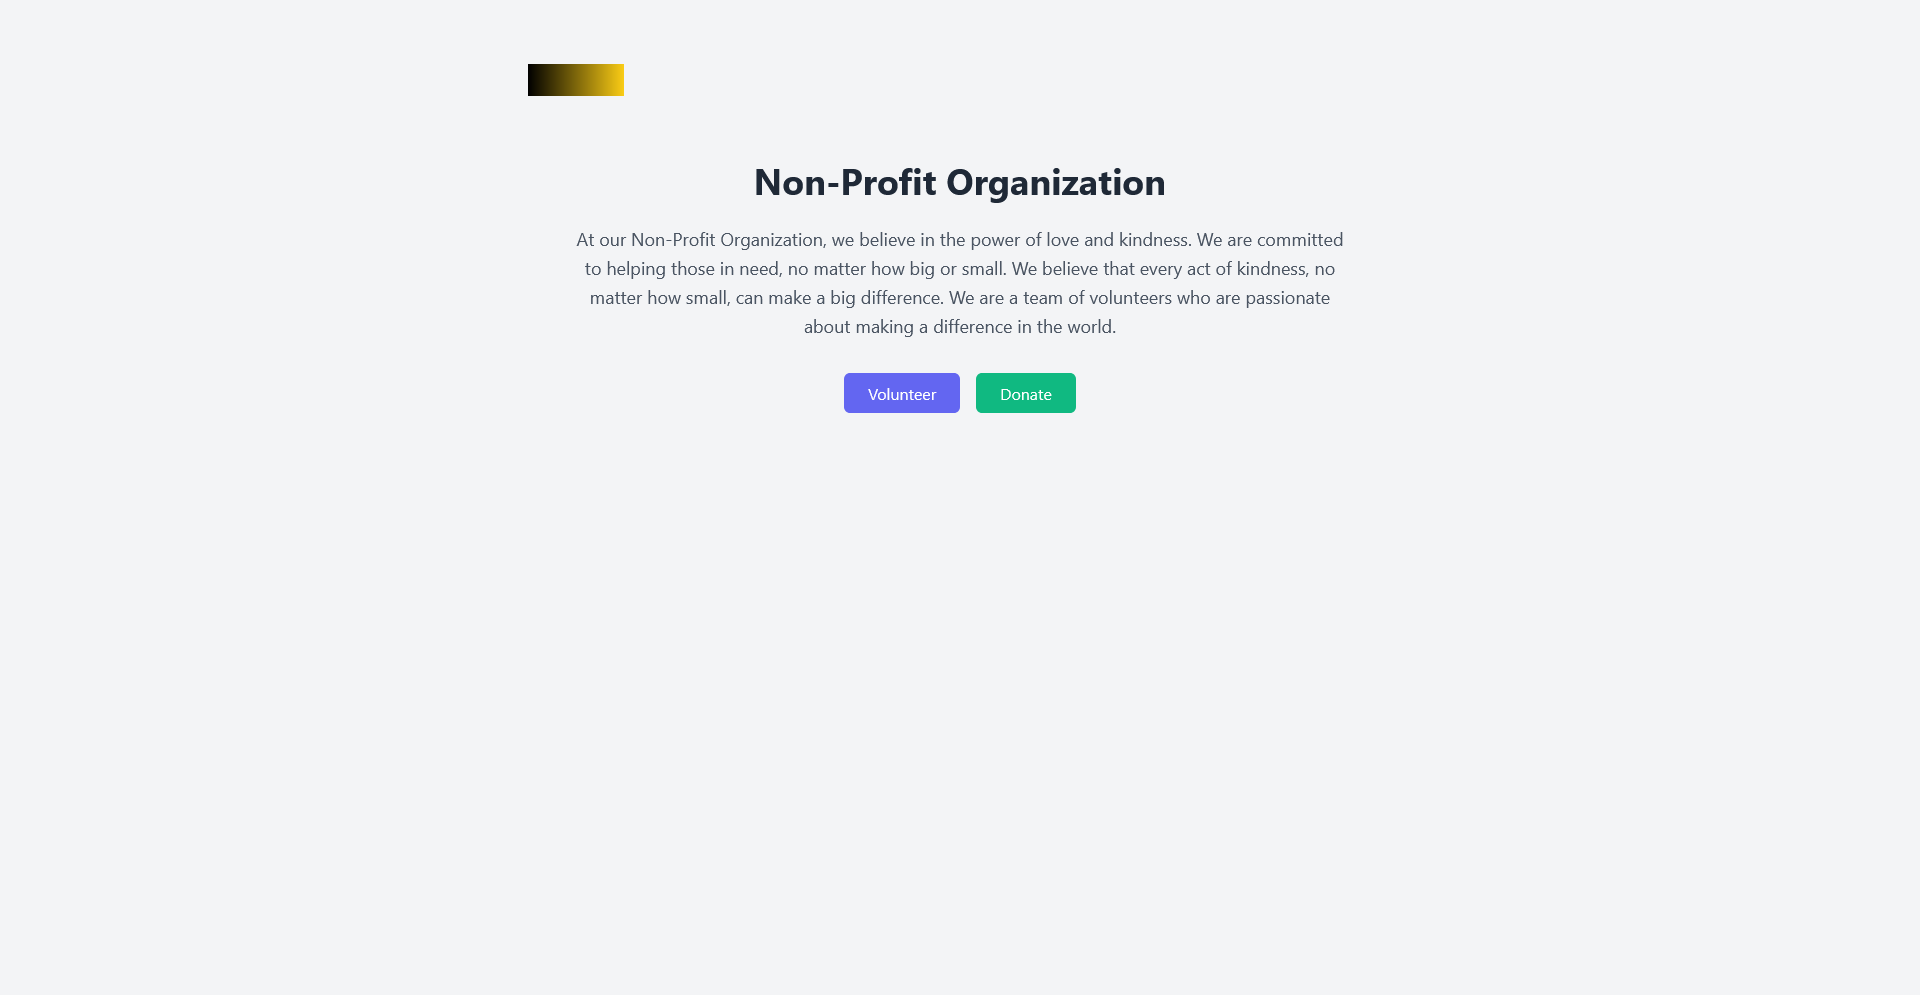 Non-Profit Organization
At our Non-Profit Organization, we believe in the power of love and kindness. We are committed
to helping those in need, no matter how big or small. We believe that every act of kindness, no
matter how small, can make a big difference. We are a team of volunteers who are passionate
about making a difference in the world.
Volunteer
Donate